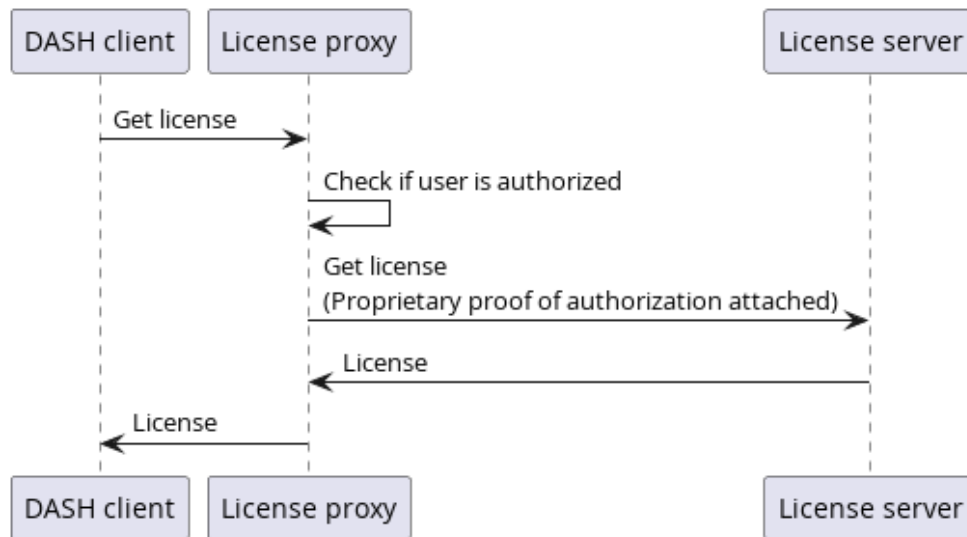 DASH client
License proxy
License server
Get license
Check if user is authorized
Get license
(Proprietary proof of authorization attached)
License
License
DASH client
License proxy
License server